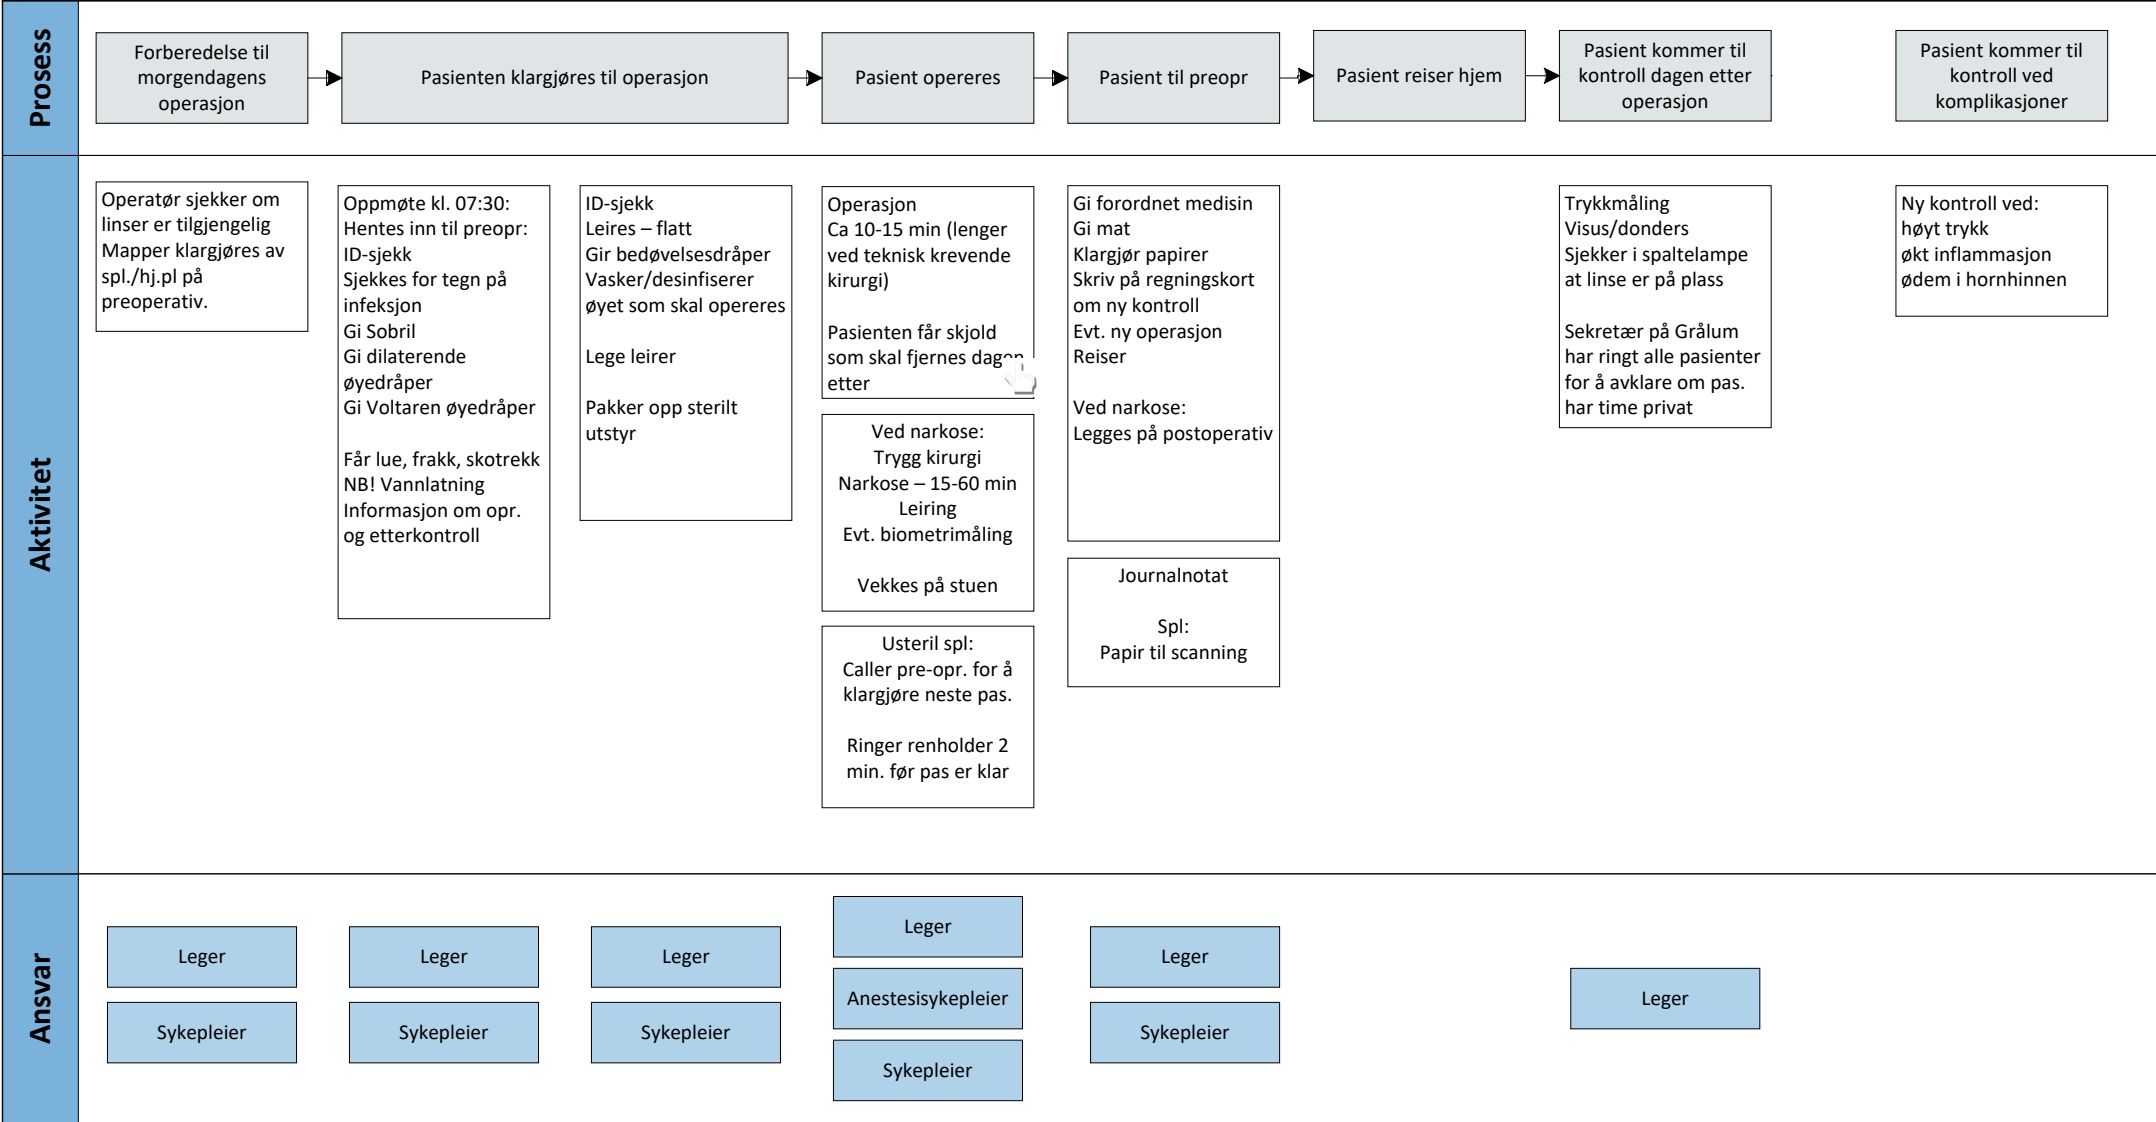 Prosess
Forberedelse til
morgendagens
operasjon
Pasienten klargjøres til operasjon
Pasient opereres
Pasient til preopr
Pasient reiser hjem
Pasient kommer til
kontroll dagen etter
operasjon
Pasient kommer til
kontroll ved
komplikasjoner
Aktivitet
Operatør sjekker om
linser er tilgjengelig
Mapper klargjøres av
spl./hj.pl på
preoperativ.
Oppmøte kl. 07:30:
Hentes inn til preopr:
ID-sjekk
Sjekkes for tegn på
infeksjon
Gi Sobril
Gi dilaterende
øyedråper
Gi Voltaren øyedråper
Får lue, frakk, skotrekk
NB! Vannlatning
Informasjon om opr.
og etterkontroll
ID-sjekk
Leires – flatt
Gir bedøvelsesdråper
Vasker/desinfiserer
øyet som skal opereres
Lege leirer
Pakker opp sterilt
utstyr
Operasjon
Ca 10-15 min (lenger
ved teknisk krevende
kirurgi)
Pasienten får skjold
som skal fjernes dagen
etter
Ved narkose:
Trygg kirurgi
Narkose – 15-60 min
Leiring
Evt. biometrimåling
Vekkes på stuen
Usteril spl:
Caller pre-opr. for å
klargjøre neste pas.
Ringer renholder 2
min. før pas er klar
Gi forordnet medisin
Gi mat
Klargjør papirer
Skriv på regningskort
om ny kontroll
Evt. ny operasjon
Reiser
Ved narkose:
Legges på postoperativ
Journalnotat
Spl:
Papir til scanning
Trykkmåling
Visus/donders
Sjekker i spaltelampe
at linse er på plass
Sekretær på Grålum
har ringt alle pasienter
for å avklare om pas.
har time privat
Ny kontroll ved:
høyt trykk
økt inflammasjon
ødem i hornhinnen
Ansvar
Leger
Sykepleier
Leger
Sykepleier
Leger
Sykepleier
Leger
Anestesisykepleier
Sykepleier
Leger
Sykepleier
Leger